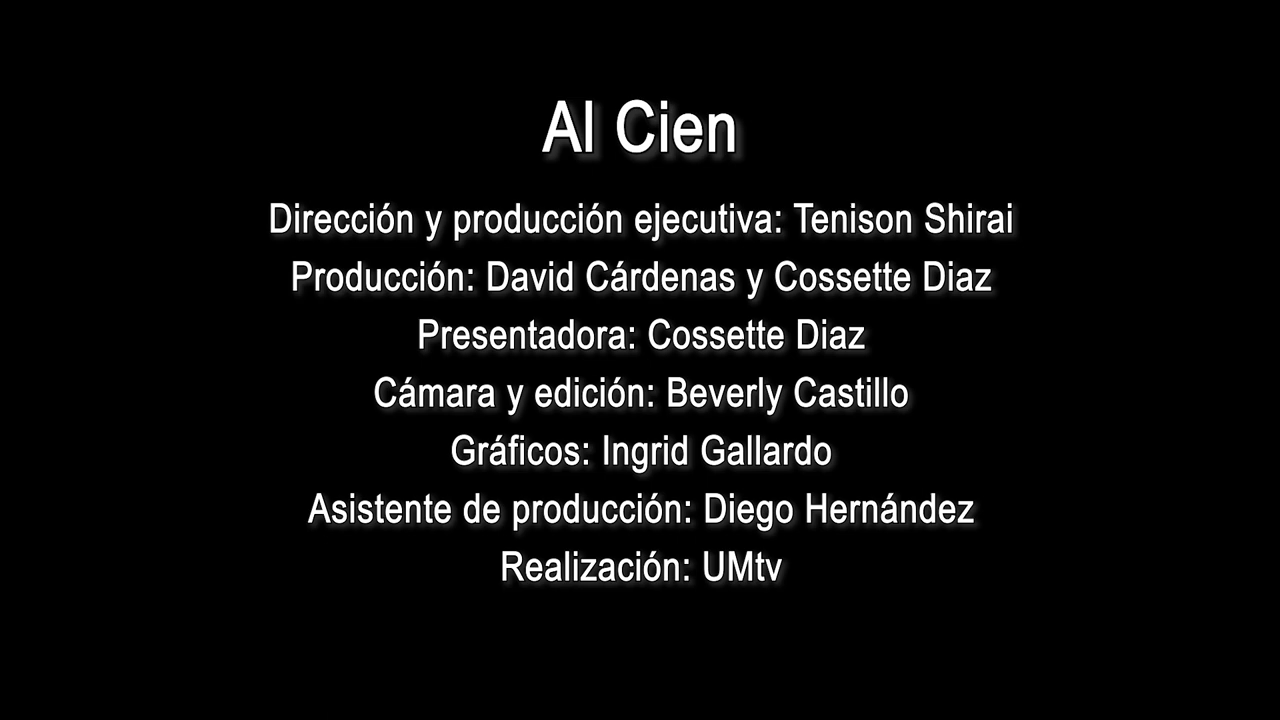 Al Cien
Dirección y producción ejecutiva: Tenison Shirai
Producción: David Cárdenas y Cossette Diaz
Presentadora: Cossette Diaz
Cámara y edición: Beverly Castillo
Gráficos: Ingrid Gallardo
Asistente de producción: Diego Hernández
Realización: UMtv